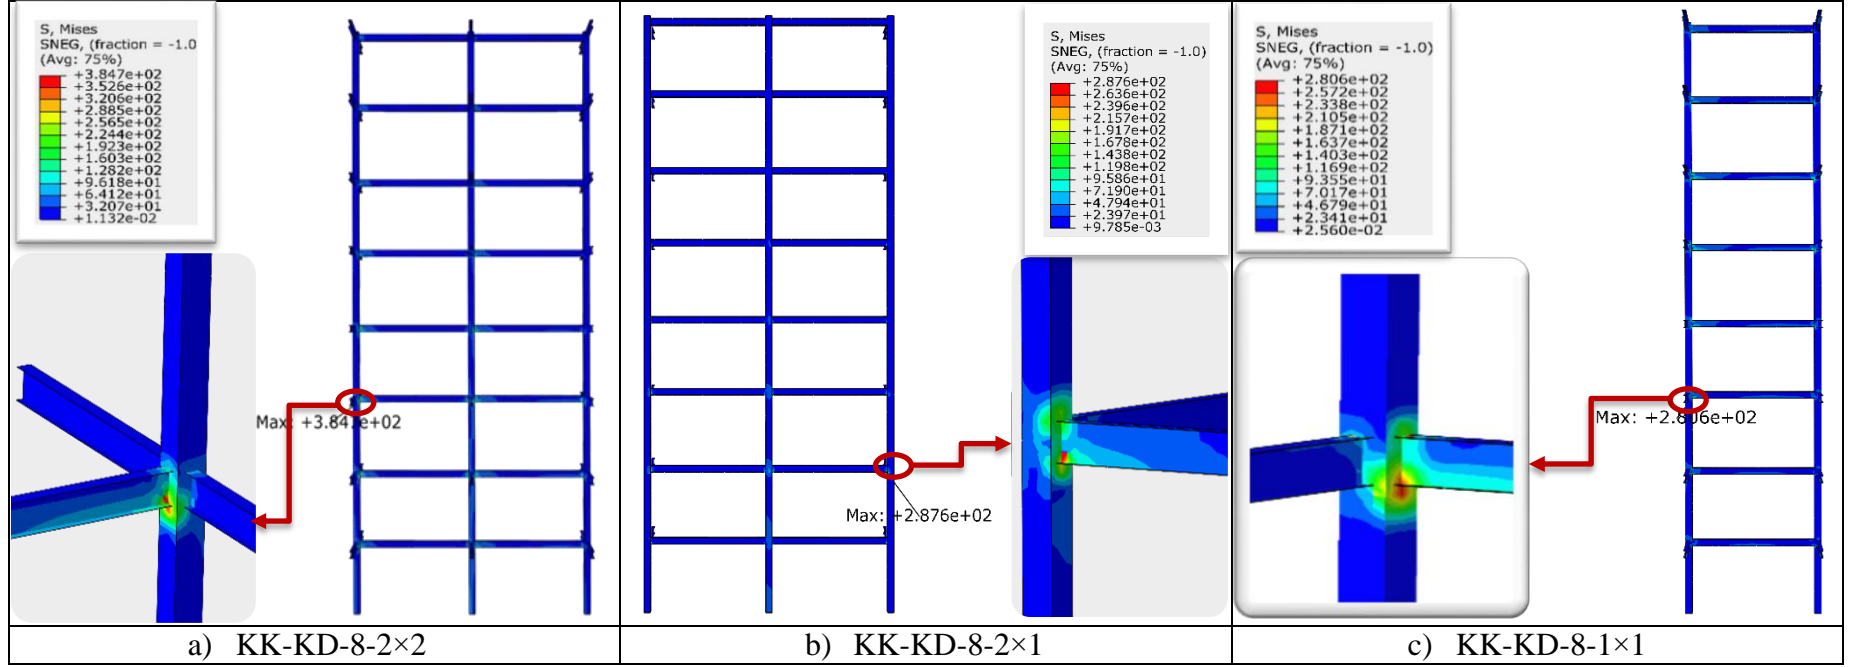 S, Mises
SNEG, (fraction = -1.0
(Avg: 75%)
+3.847e+02
+3.526e+02
+3.206e+02
+2.885e+02
+2.565e+02
+2.244e+02
+1.923e+02
+1.603e+02
+1.282e+02
+9.618e+01
+6.412e+01
+3.207e+01
+1.132e-02
Max: +3.847e+02
a) KK-KD-8-2×2
S, Mises
SNEG, (fraction = -1.0)
(Avg: 75%)
+2.876e+02
+2.636e+02
+2.396e+02
+2.157e+02
+1.917e+02
+1.678e+02
+1.438e+02
+1.198e+02
+9.586e+01
+7.190e+01
+4.794e+01
+2.397e+01
+9.785e-03
Max: +2.876e+02
b) KK-KD-8-2×1
S, Mises
SNEG, (fraction = -1.0)
(Avg: 75%)
+2.806e+02
+2.572e+02
+2.338e+02
+2.105e+02
+1.871e+02
+1.637e+02
+1.403e+02
+1.169e+02
+9.355e+01
+7.017e+01
+4.679e+01
+2.341e+01
+2.560e-02
Max: +2.806e+02
c) KK-KD-8-1×1